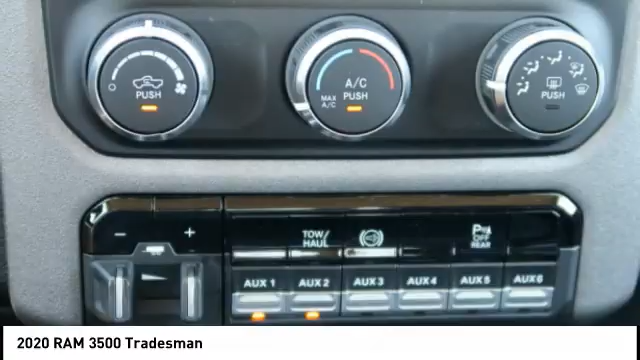 PUSH
A/C
MAX
A/C
PUSH
PUSH
− +
TOW/
HAUL
P
OFF
REAR
AUX 1 AUX 2 AUX 3 AUX 4 AUX 5 AUX 6
2020 RAM 3500 Tradesman